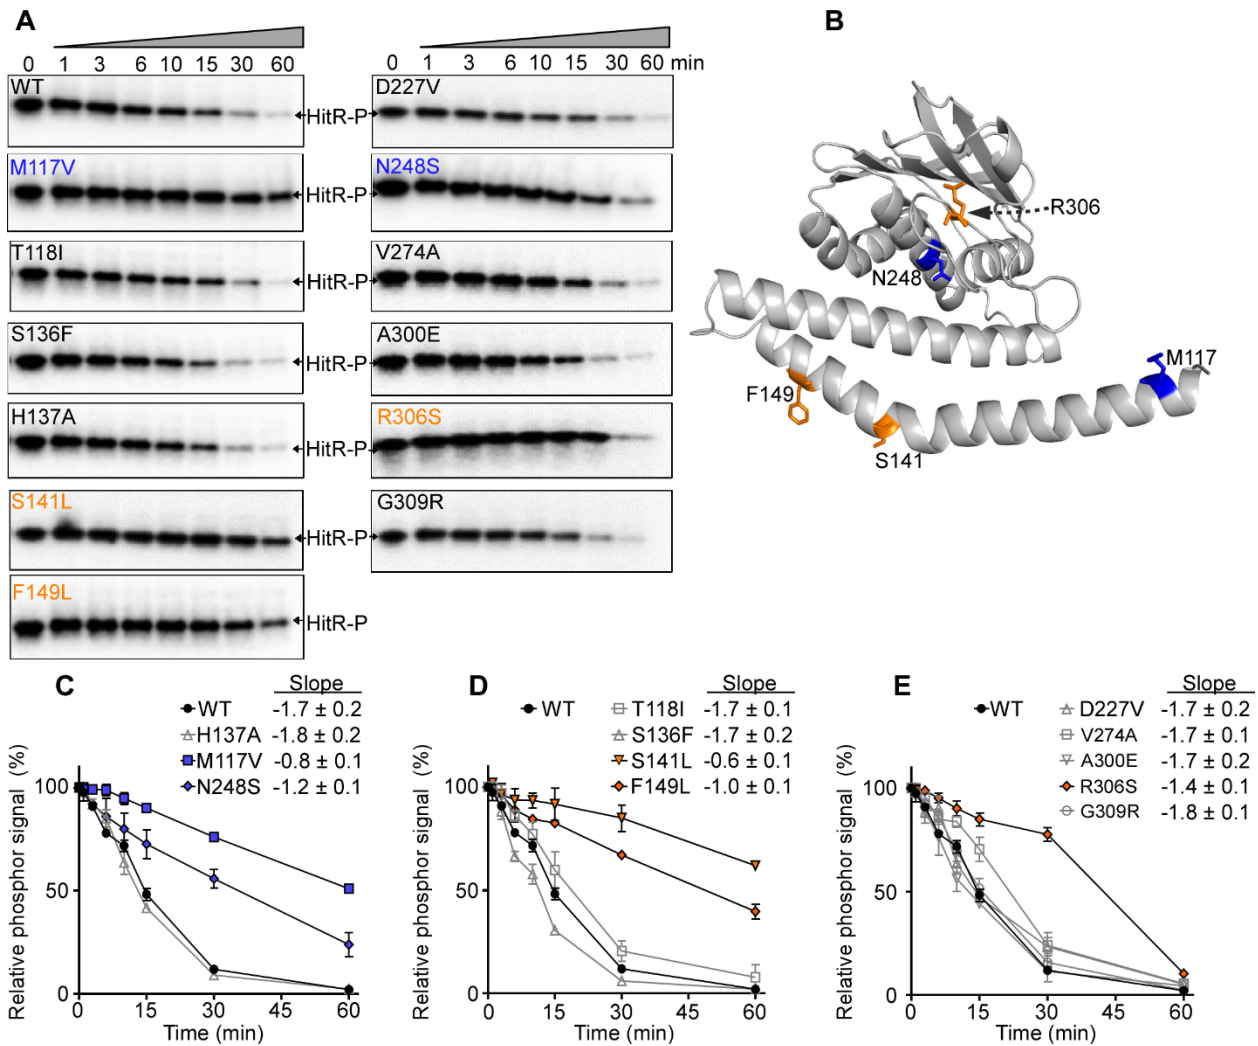 A
0 1 3 6 10 15 30 60
0 1 3 6 10 15 30 60 min
WT
HitR-P
D227V
M117V
HitR-P
N248S
T118I
HitR-P
V274A
S136F
HitR-P
A300E
H137A
HitR-P
R306S
S141L
HitR-P
G309R
F149L
HitR-P
B
R306
N248
M117
F149
S141
C
Slope
WT -1.7 ± 0.2
H137A -1.8 ± 0.2
M117V -0.8 ± 0.1
N248S -1.2 ± 0.1
Relative phosphor signal (%)
100
50
0
0 15 30 45 60
Time (min)
D
Slope
WT
T118I -1.7 ± 0.1
S136F -1.7 ± 0.2
S141L -0.6 ± 0.1
F149L -1.0 ± 0.1
Relative phosphor signal (%)
100
50
0
0 15 30 45 60
Time (min)
E
Slope
WT
D227V -1.7 ± 0.2
V274A -1.7 ± 0.1
A300E -1.7 ± 0.2
R306S -1.4 ± 0.1
G309R -1.8 ± 0.1
Relative phosphor signal (%)
100
50
0
0 15 30 45 60
Time (min)